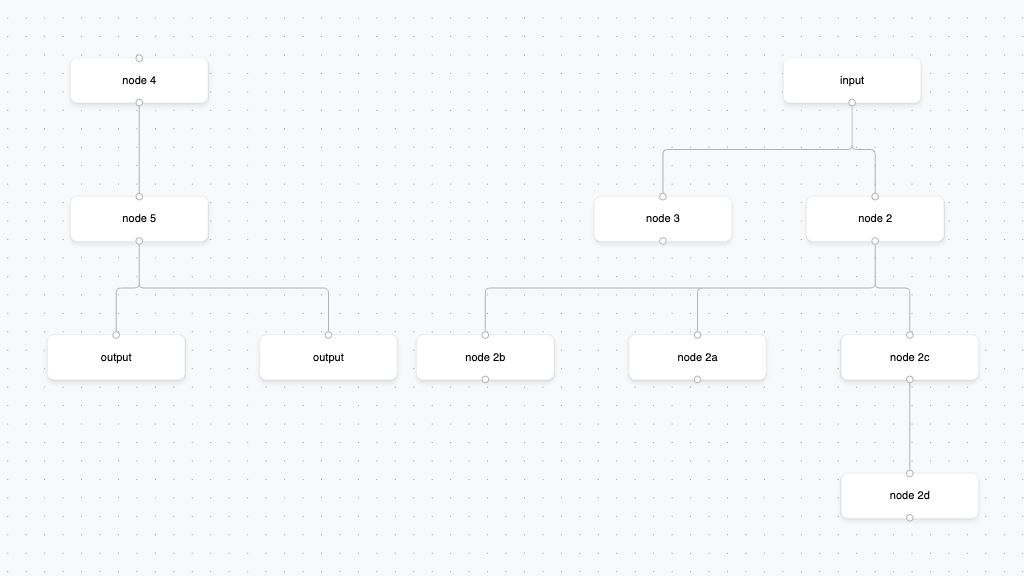 node 4
input
node 5
node 3
node 2
output
output
node 2b
node 2a
node 2c
node 2d